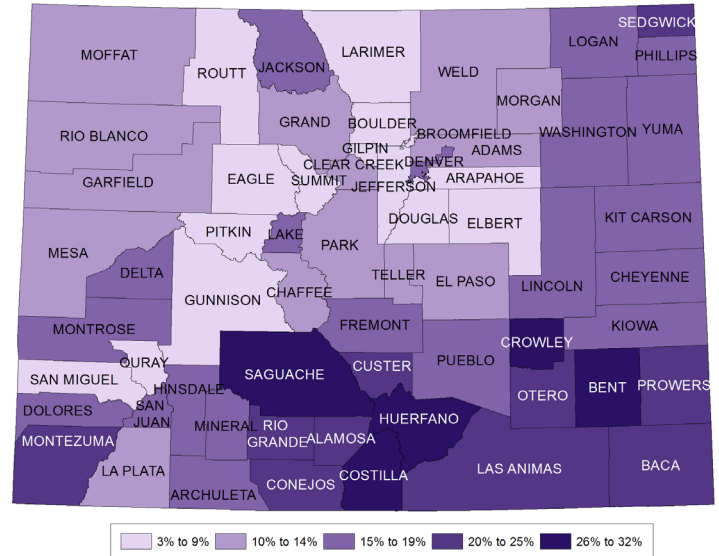 SEDGWICK
LOGAN
PHILLIPS
MOFFAT
LARIMER
JACKSON
ROUTT
WELD
MORGAN
GRAND
BOULDER
RIO BLANCO
BROOMFIELD
WASHINGTON
YUMA
GILPIN
ADAMS
CLEAR CREEK
DENVER
GARFIELD
EAGLE
SUMMIT
JEFFERSON
ARAPAHOE
DOUGLAS
ELBERT
KIT CARSON
PITKIN
LAKE
PARK
MESA
DELTA
TELLER
EL PASO
LINCOLN
CHEYENNE
GUNNISON
CHAFFEE
MONTROSE
FREMONT
KIOWA
CROWLEY
OURAY
PUEBLO
CUSTER
SAGUACHE
SAN MIGUEL
HINSDALE
OTERO
BENT
PROWERS
DOLORES
SAN
JUAN
HUERFANO
MINERAL
RIO
GRANDE
ALAMOSA
MONTEZUMA
LA PLATA
COSTILLA
LAS ANIMAS
BACA
ARCHULETA
CONEJOS
3% to 9%
10% to 14%
15% to 19%
20% to 25%
26% to 32%